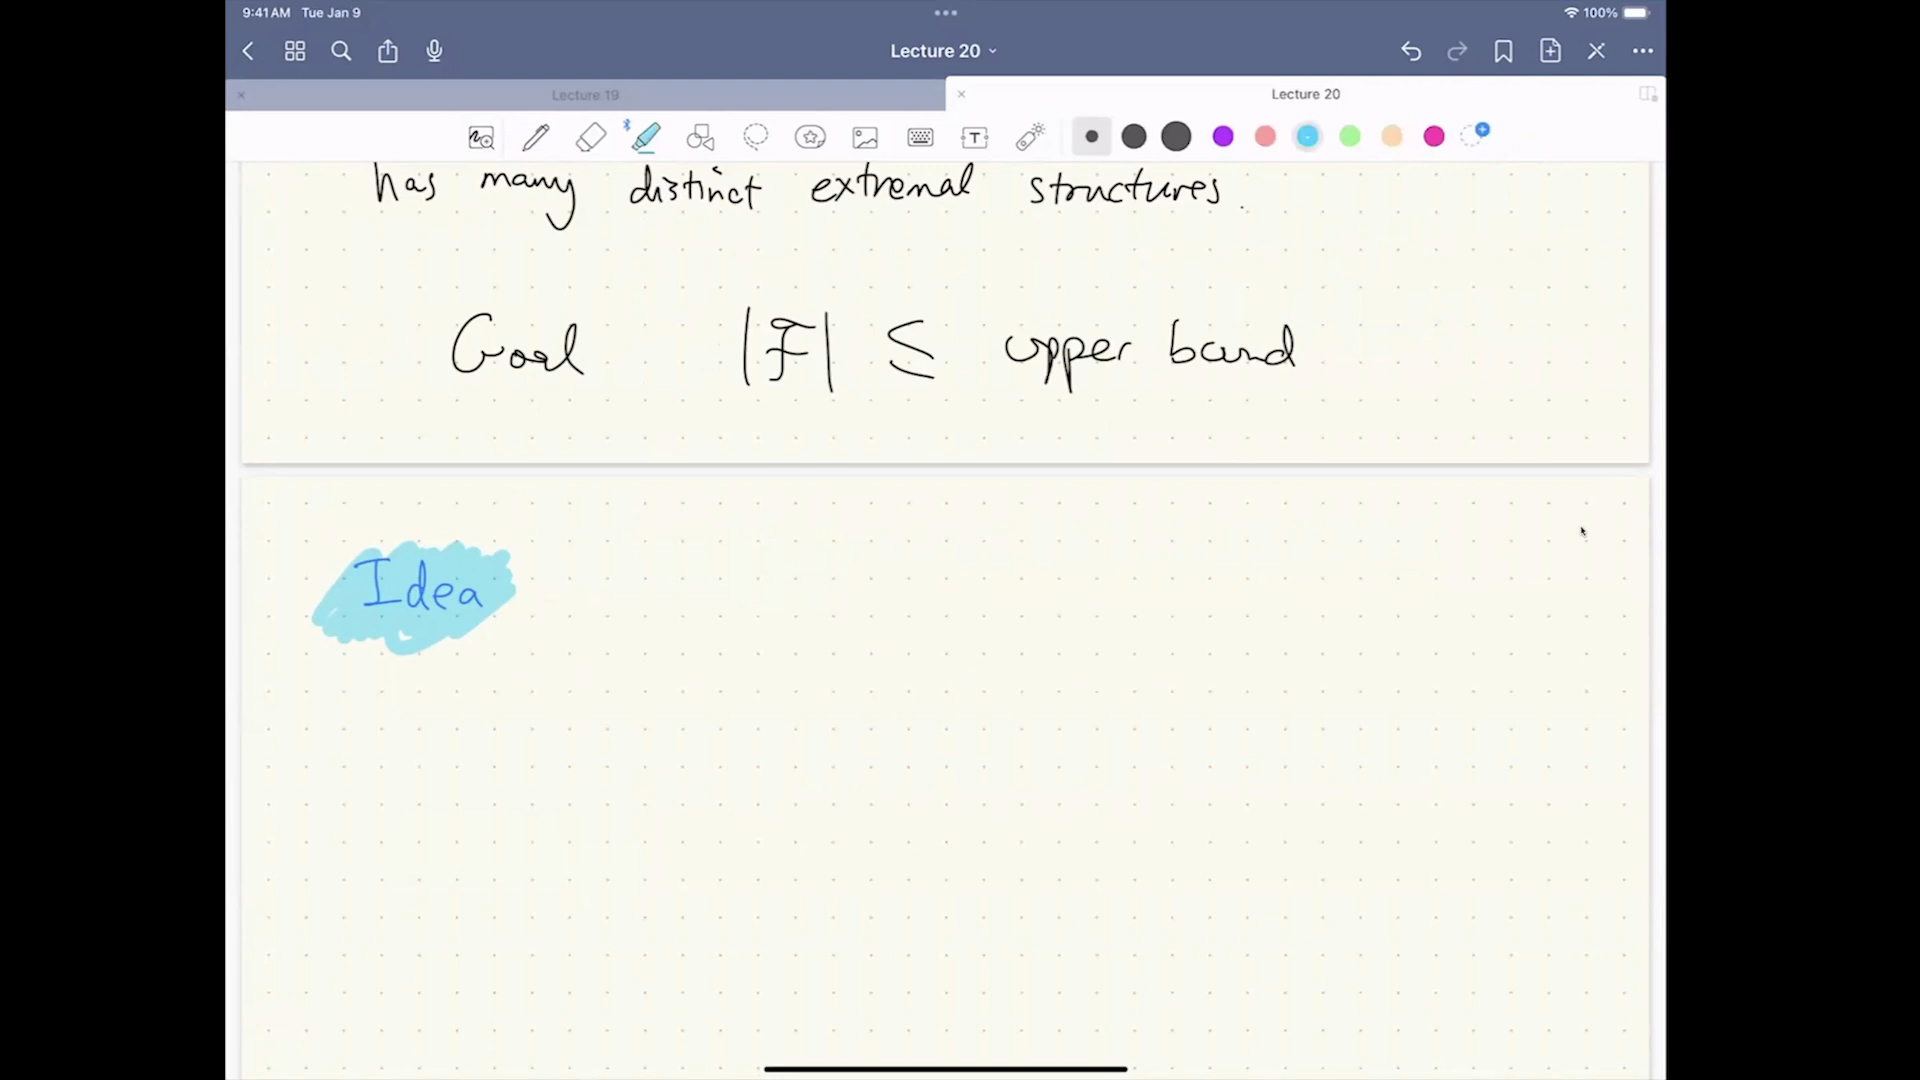 9:41 AM Tue Jan 9
100%
Lecture 20
Lecture 19
Lecture 20
T
has many distinct extremal structures.
Goal |ℱ| ≤ upper bound
Idea